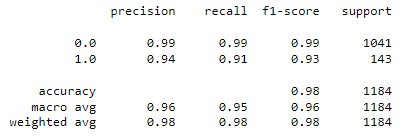 precision recall f1-score support
0.0 0.99 0.99 0.99 1041
1.0 0.94 0.91 0.93 143
accuracy 0.98 1184
macro avg 0.96 0.95 0.96 1184
weighted avg 0.98 0.98 0.98 1184